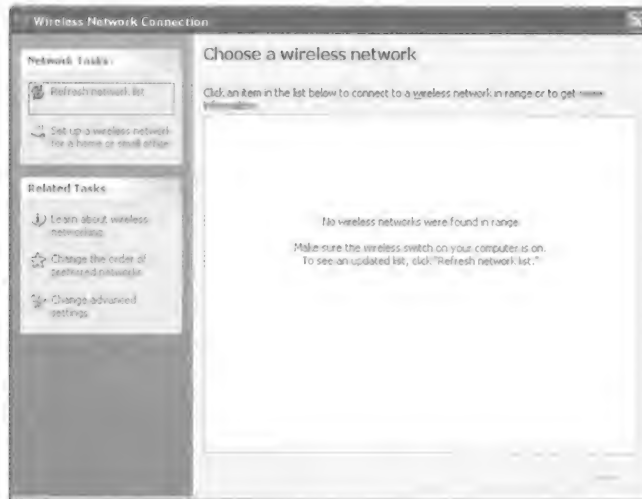 Wireless Network Connection
Network Tasks
Refresh network list
Set up a wireless network
for a home or small office
Related Tasks
Learn about wireless
networking
Change the order of
preferred networks
Change advanced
settings
Choose a wireless network
Click an item in the list below to connect to a wireless network in range or to get more
information.
No wireless networks were found in range.
Make sure the wireless switch on your computer is on.
To see an updated list, click "Refresh network list."